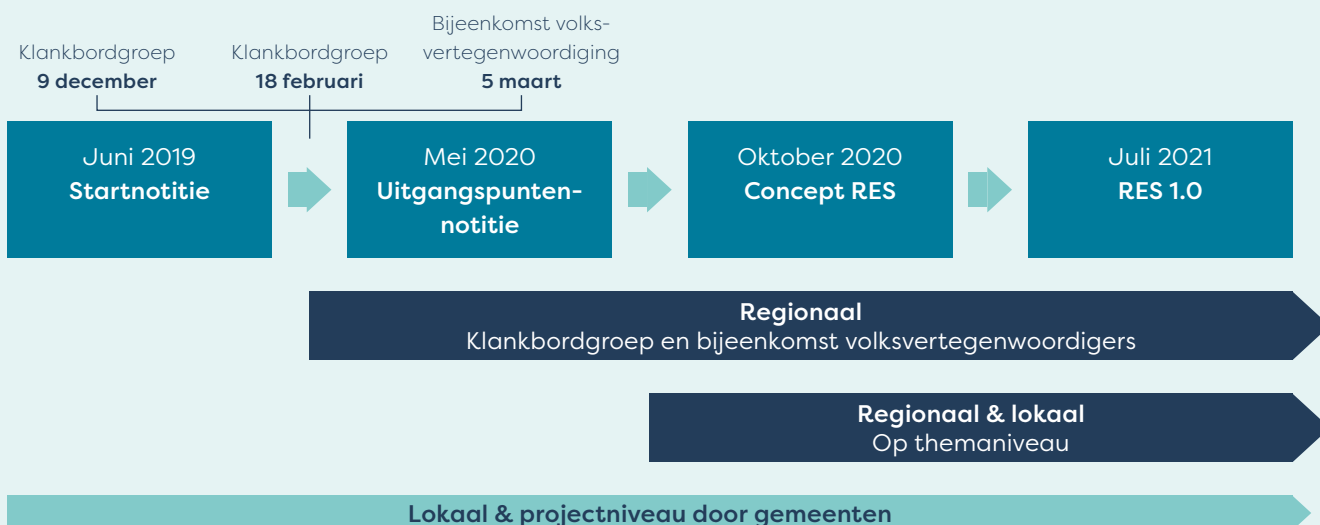 Klankbordgroep
9 december
Klankbordgroep
18 februari
Bijeenkomst volks-
vertegenwoordiging
5 maart
Juni 2019
Startnotitie
Mei 2020
Uitgangspunten-
notitie
Oktober 2020
Concept RES
Juli 2021
RES 1.0
Regionaal
Klankbordgroep en bijeenkomst volksvertegenwoordigers
Regionaal & lokaal
Op themaniveau
Lokaal & projectniveau door gemeenten